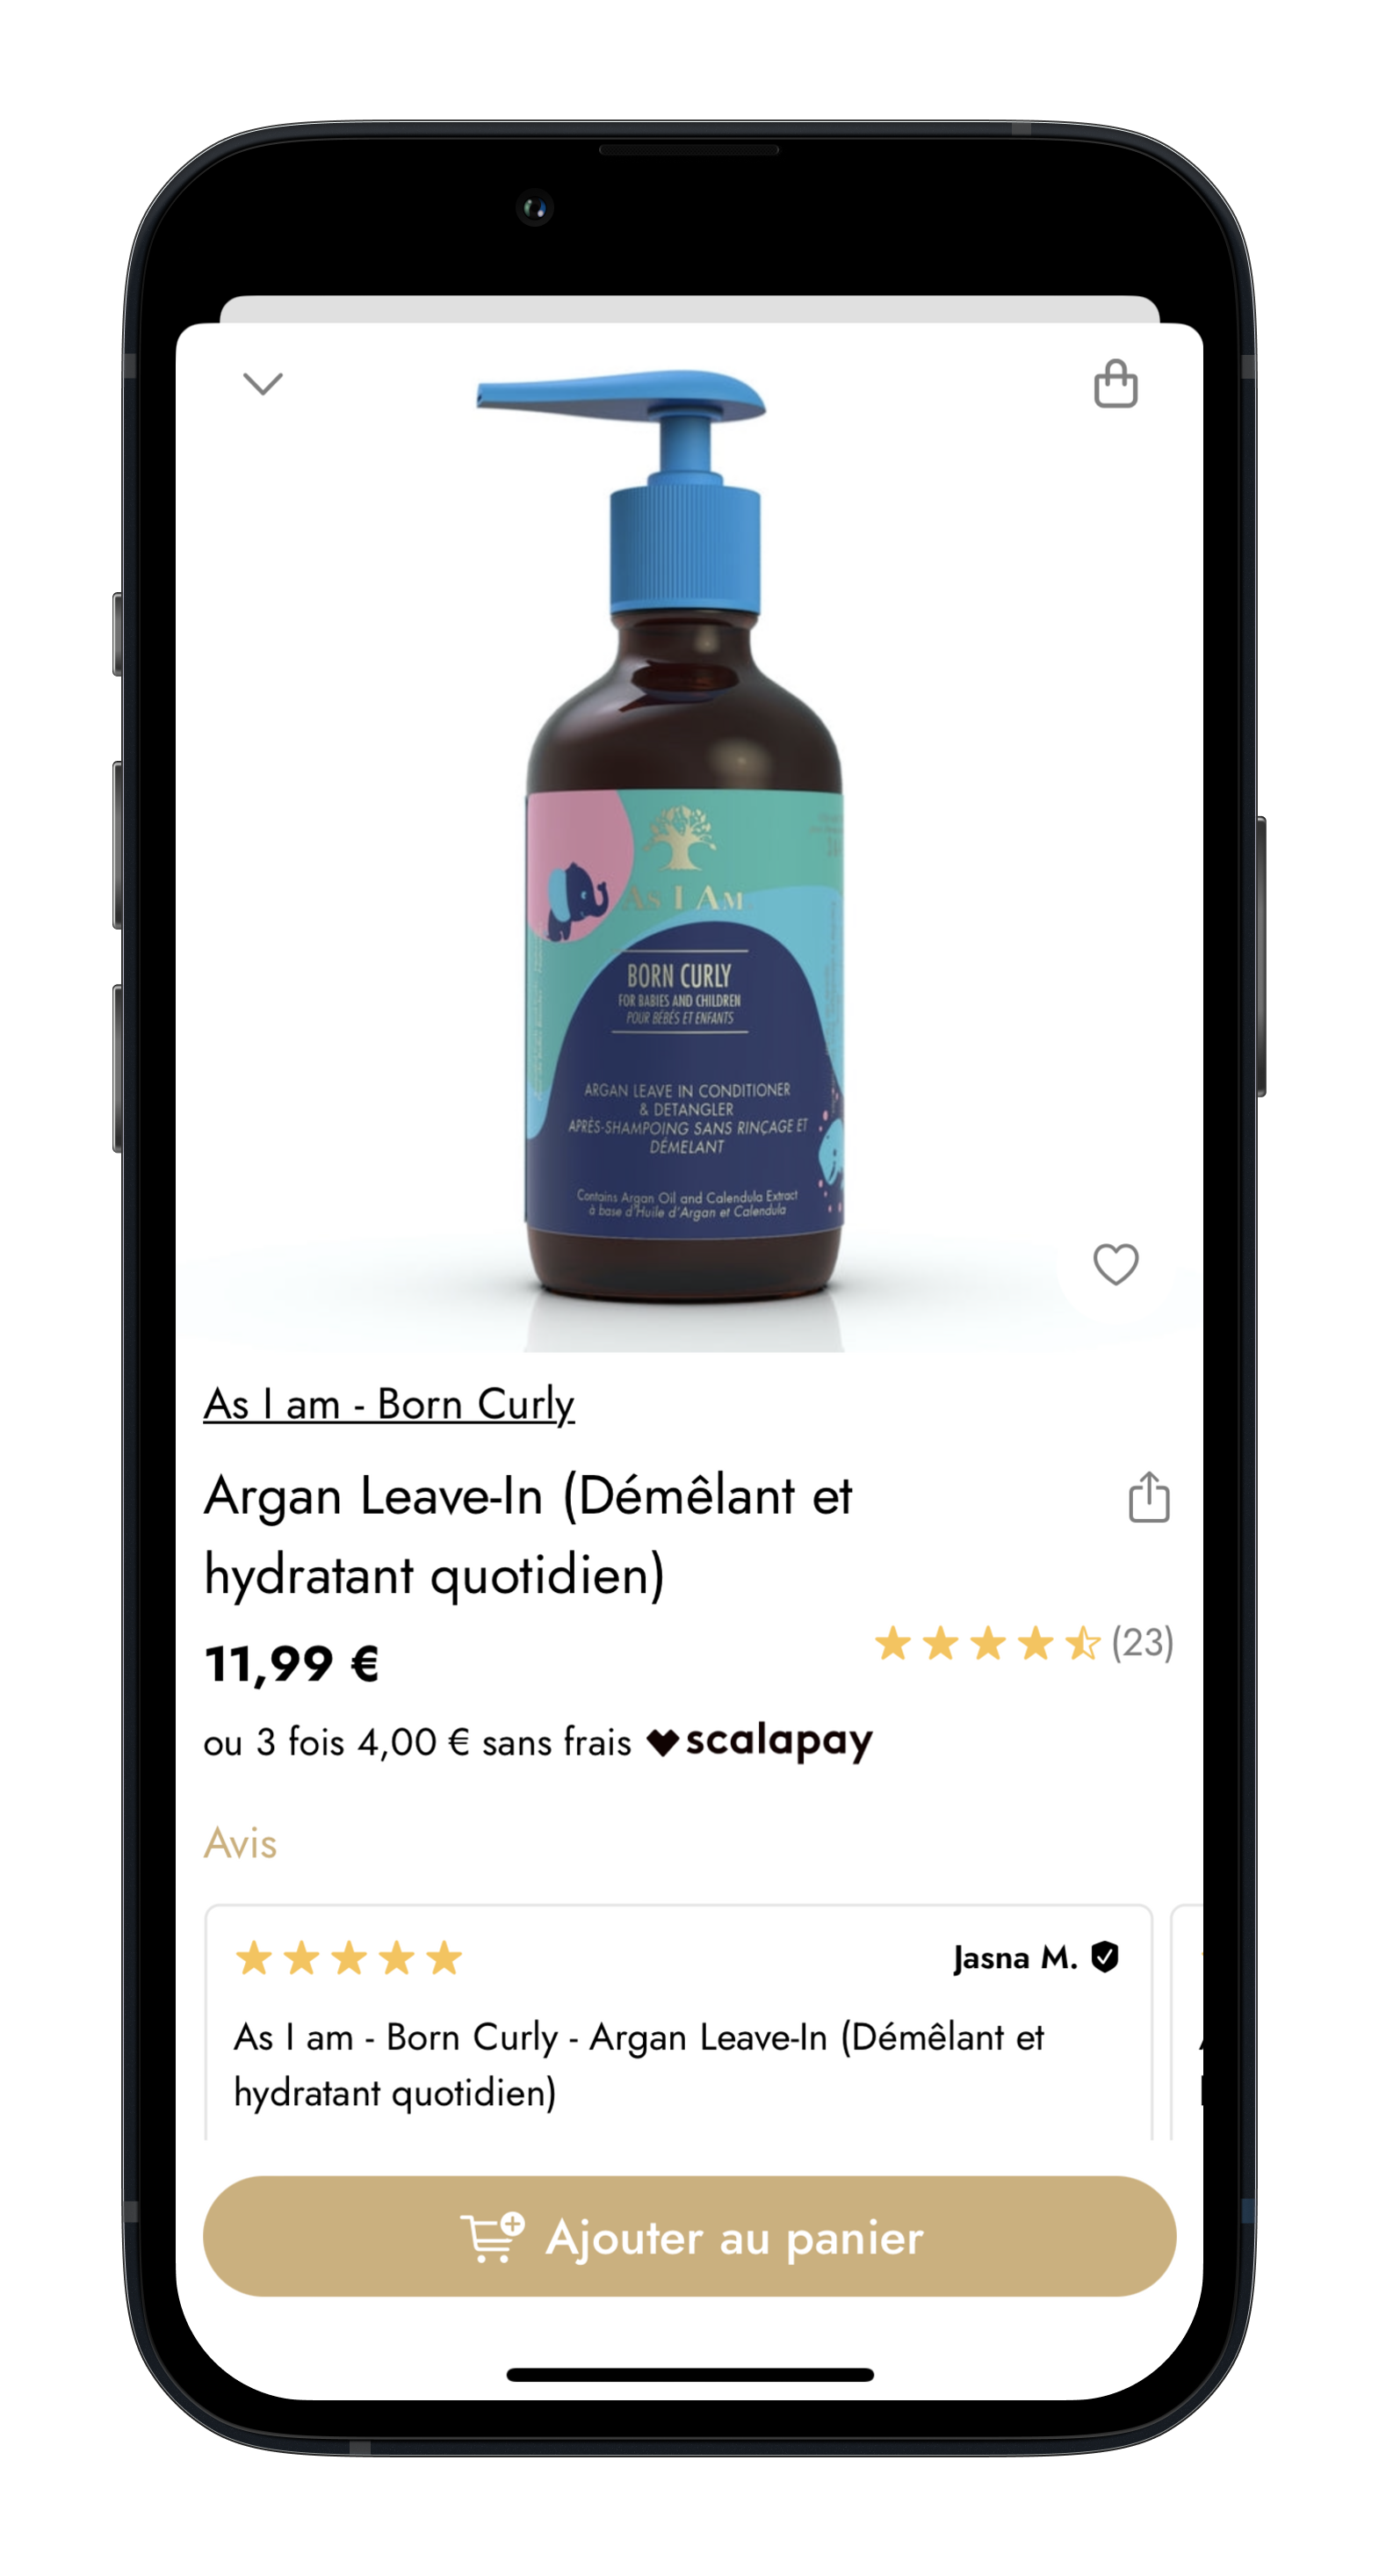 As I Am
BORN CURLY
FOR BABIES AND CHILDREN
POUR BÉBÉS ET ENFANTS
ARGAN LEAVE IN CONDITIONER
& DETANGLER
APRÈS-SHAMPOING SANS RINÇAGE ET
DÉMELANT
Contains Argan Oil and Calendula Extract
à base d'Huile d'Argan et Calendula
As I am - Born Curly
Argan Leave-In (Démêlant et
hydratant quotidien)
(23)
11,99 €
ou 3 fois 4,00 € sans frais scalapay
Avis
Jasna M.
As I am - Born Curly - Argan Leave-In (Démêlant et
hydratant quotidien)
Ajouter au panier